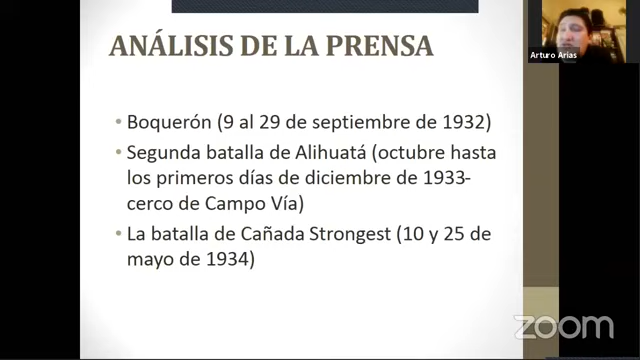 ANÁLISIS DE LA PRENSA
Arturo Arias
• Boquerón (9 al 29 de septiembre de 1932)
• Segunda batalla de Alihuatá (octubre hasta
los primeros días de diciembre de 1933-
cerco de Campo Vía)
• La batalla de Cañada Strongest (10 y 25 de
mayo de 1934)
zoom